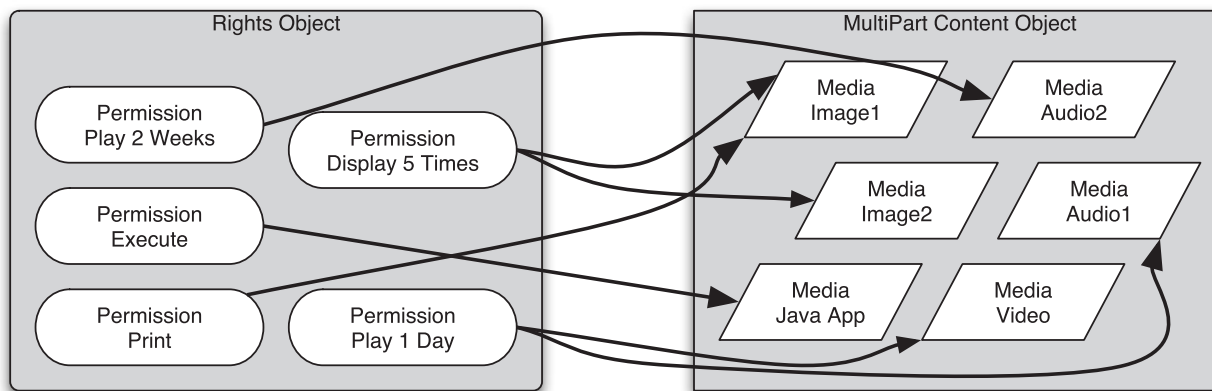 Rights Object
Permission
Play 2 Weeks
Permission
Display 5 Times
Permission
Execute
Permission
Print
Permission
Play 1 Day
MultiPart Content Object
Media
Image1
Media
Audio2
Media
Image2
Media
Audio1
Media
Java App
Media
Video